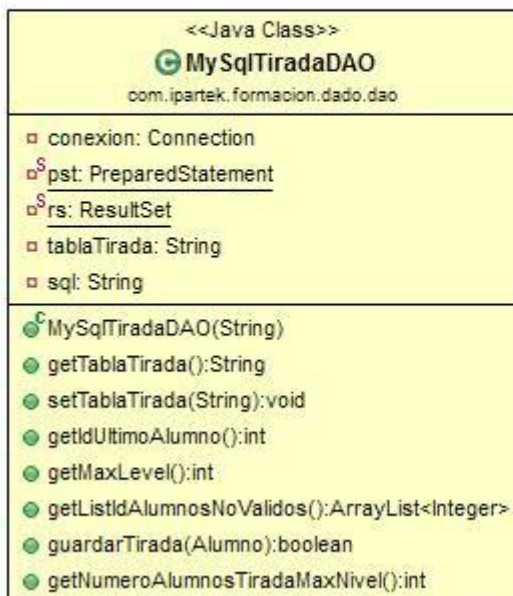 <<Java Class>>
C MySqlTiradaDAO
com.ipartek.formacion.dado.dao
conexion: Connection
S pst: PreparedStatement
S rs: ResultSet
tablaTirada: String
sql: String
C MySqlTiradaDAO(String)
getTablaTirada():String
setTablaTirada(String):void
getIdUltimoAlumno():int
getMaxLevel():int
getListIdAlumnosNoValidos():ArrayList<Integer>
guardarTirada(Alumno):boolean
getNumeroAlumnosTiradaMaxNivel():int